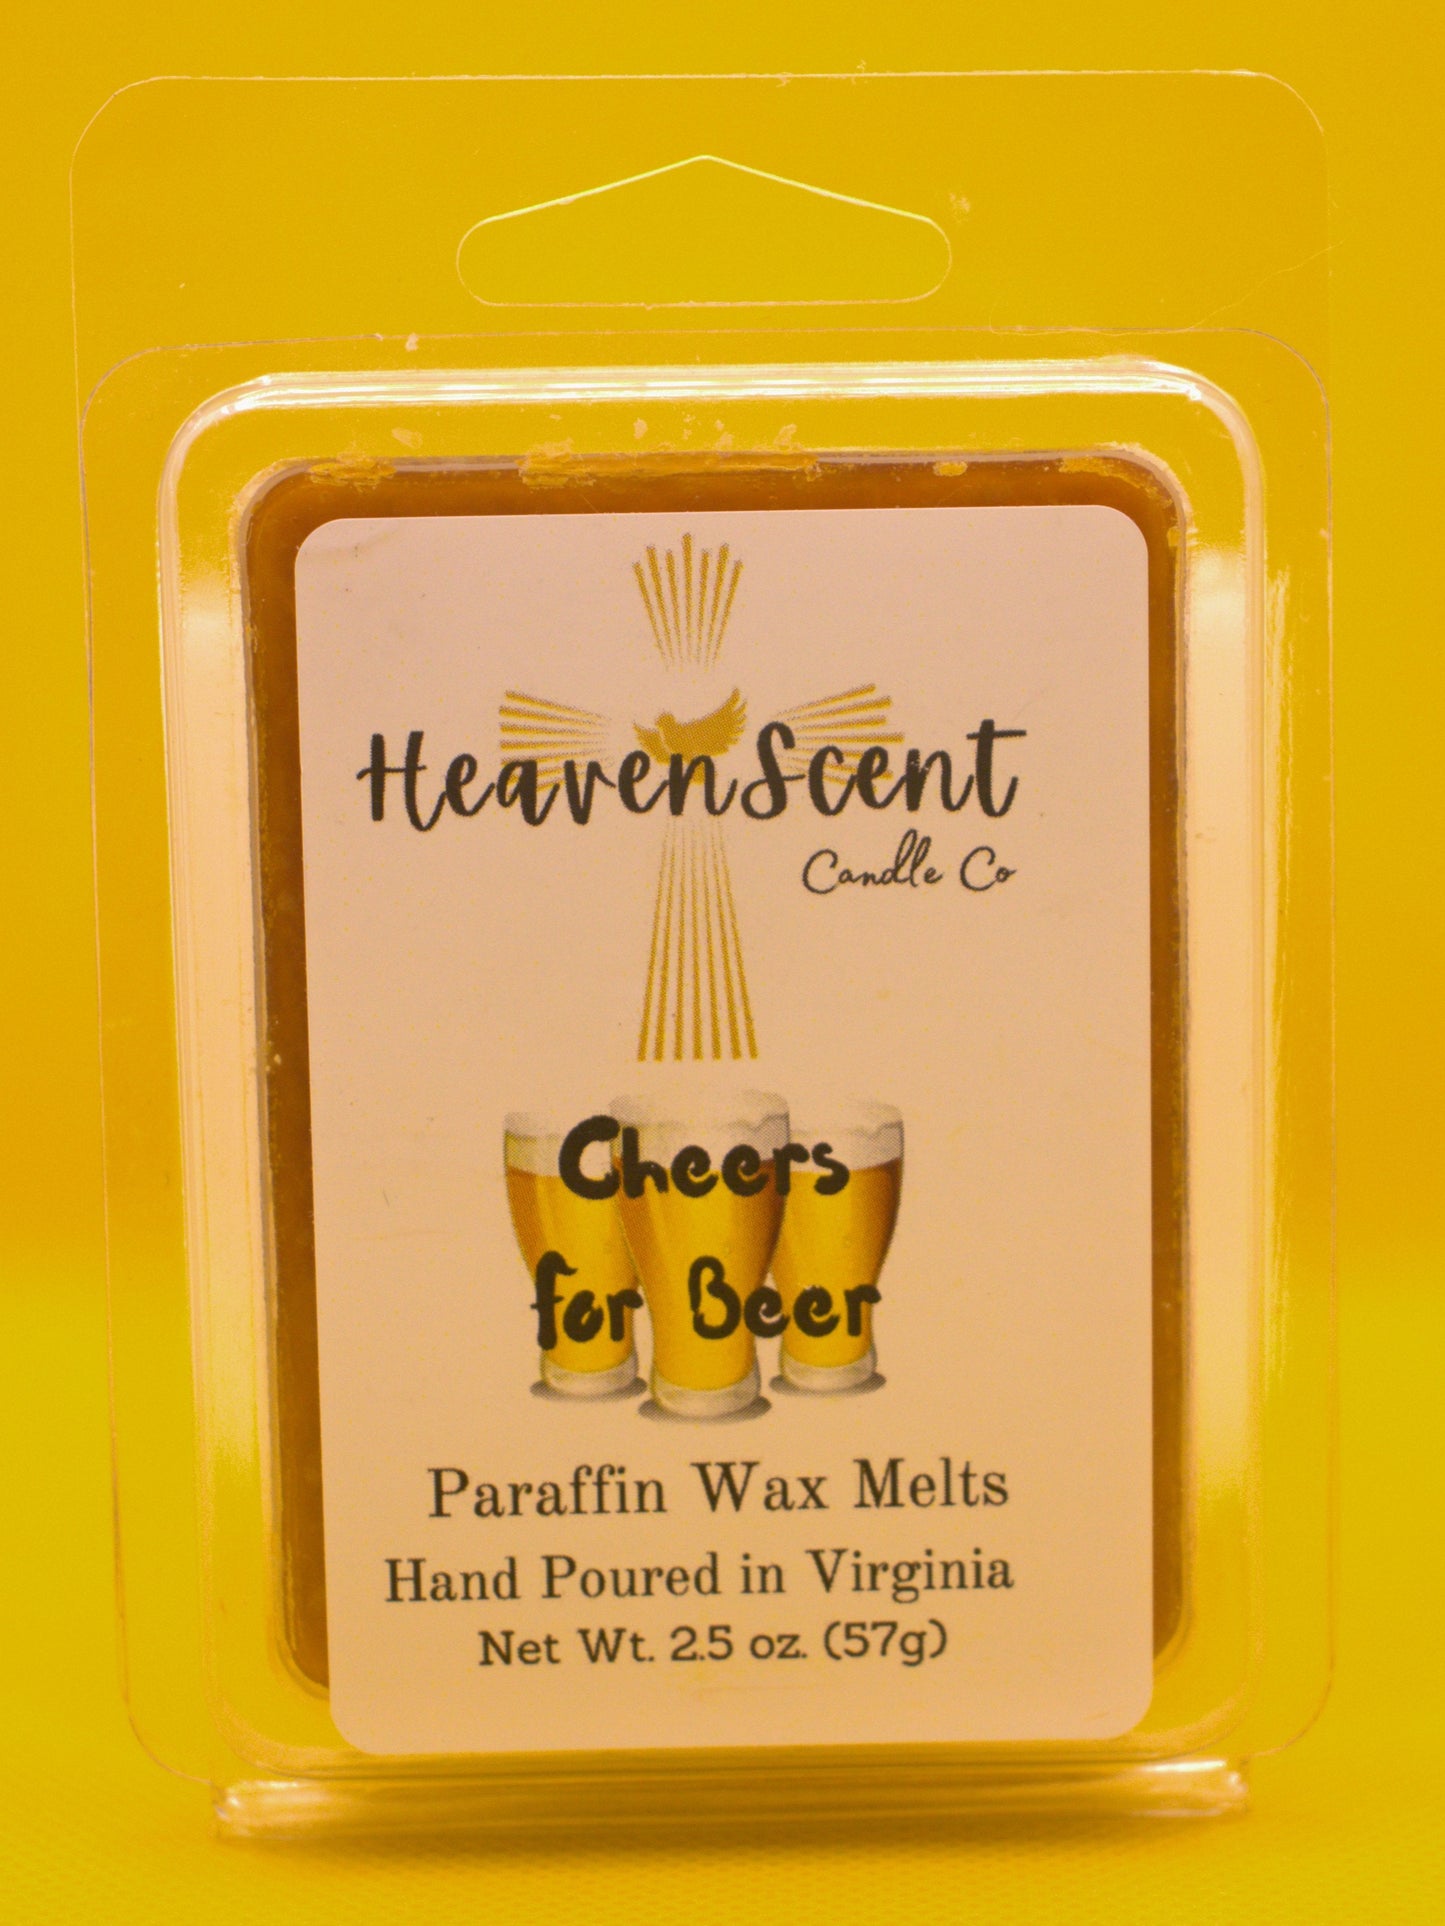 HeavenScent
Candle Co
Cheers
for Beer
Paraffin Wax Melts
Hand Poured in Virginia
Net Wt. 2.5 oz. (57g)